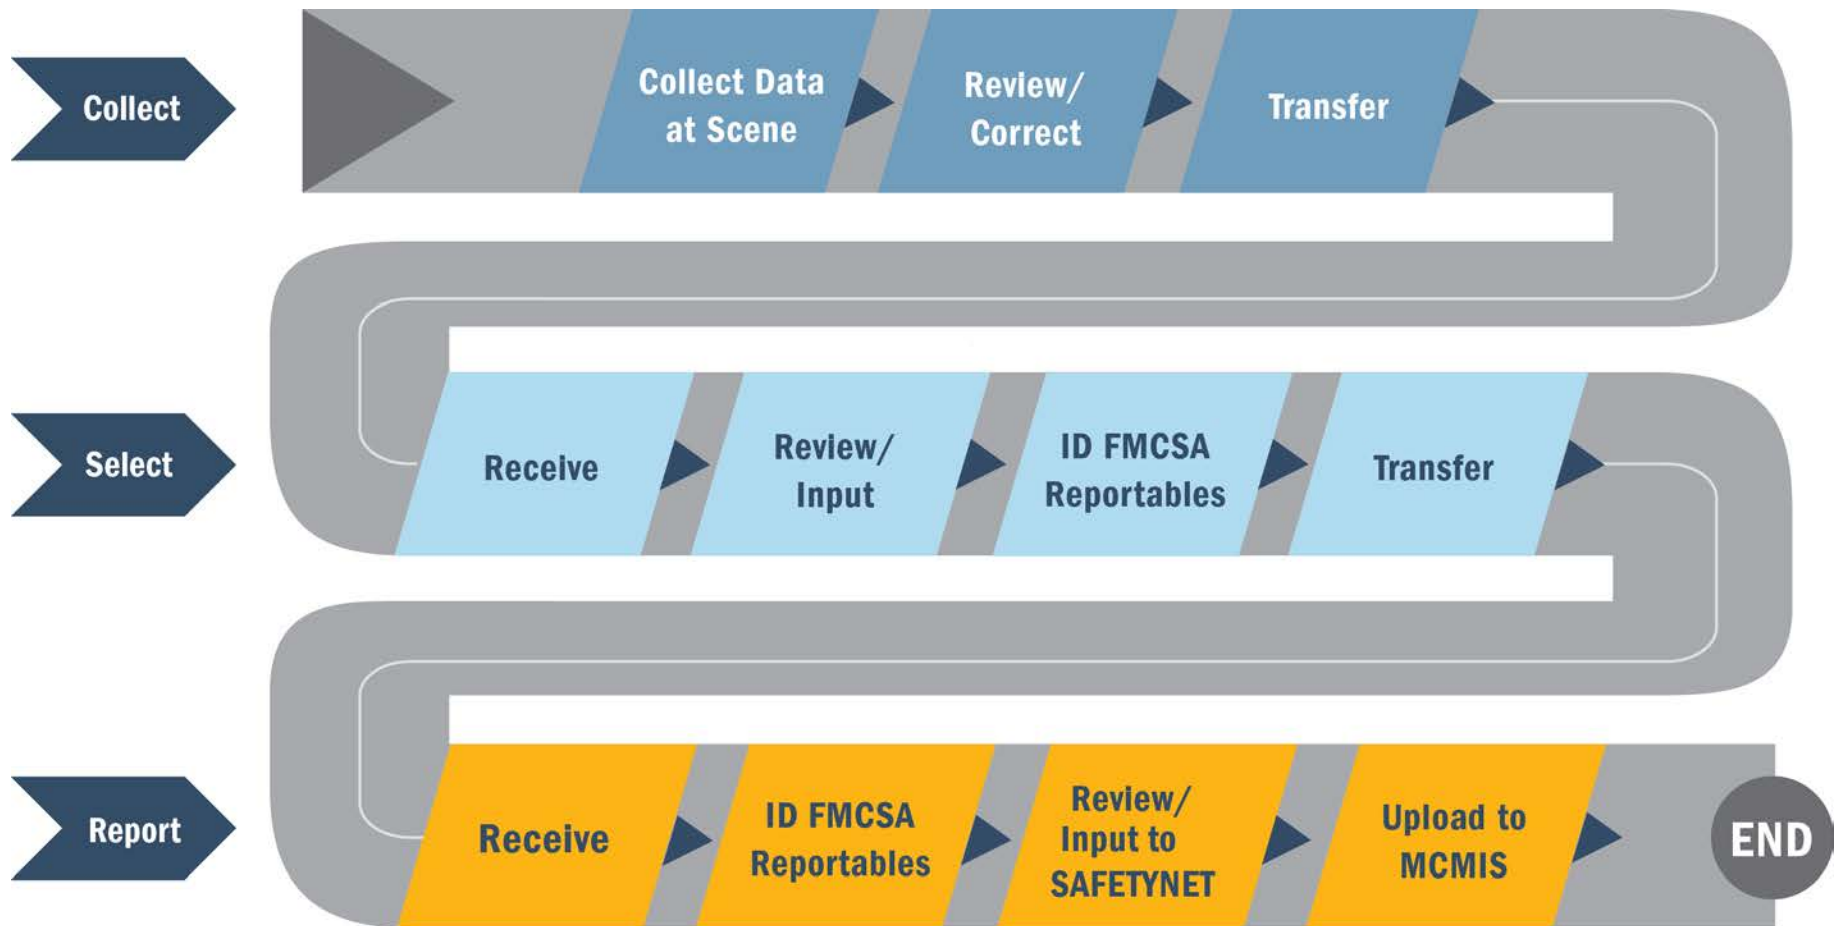 Collect
Collect Data
at Scene
Review/
Correct
Transfer
Select
Receive
Review/
Input
ID FMCSA
Reportables
Transfer
Report
Receive
ID FMCSA
Reportables
Review/
Input to
SAFETYNET
Upload to
MCMIS
END